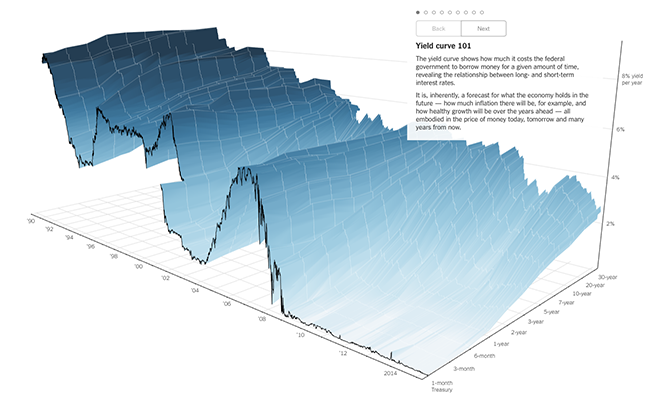 Back
Next
Yield curve 101
The yield curve shows how much it costs the federal
government to borrow money for a given amount of time,
revealing the relationship between long- and short-term
interest rates.
It is, inherently, a forecast for what the economy holds in the
future — how much inflation there will be, for example, and
how healthy growth will be over the years ahead — all
embodied in the price of money today, tomorrow and many
years from now.
8% yield
per year
6%
4%
2%
'90
'92
'94
'96
'98
'00
'02
'04
'06
'08
'10
'12
2014
30-year
20-year
10-year
7-year
5-year
3-year
2-year
1-year
6-month
3-month
1-month
Treasury